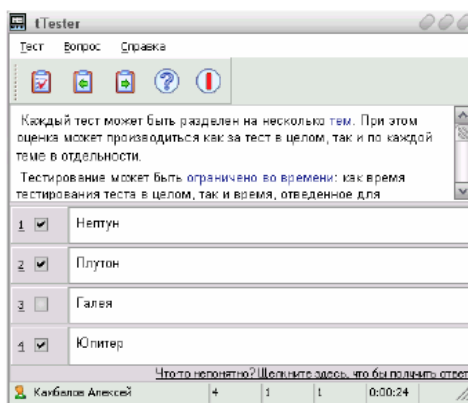 tTester
Тест Вопрос Справка
Каждый тест может быть разделен на несколько тем. При этом
оценка может производиться как за тест в целом, так и по каждой
теме в отдельности.
Тестирование может быть ограничено во времени: как время
тестирования теста в целом, так и время, отведенное для
1 Нептун
2 Плутон
3 Галея
4 Юпитер
Что то непонятно? Щелкните здесь, что бы получить ответ
Алексей 4 1 1 0:00:24